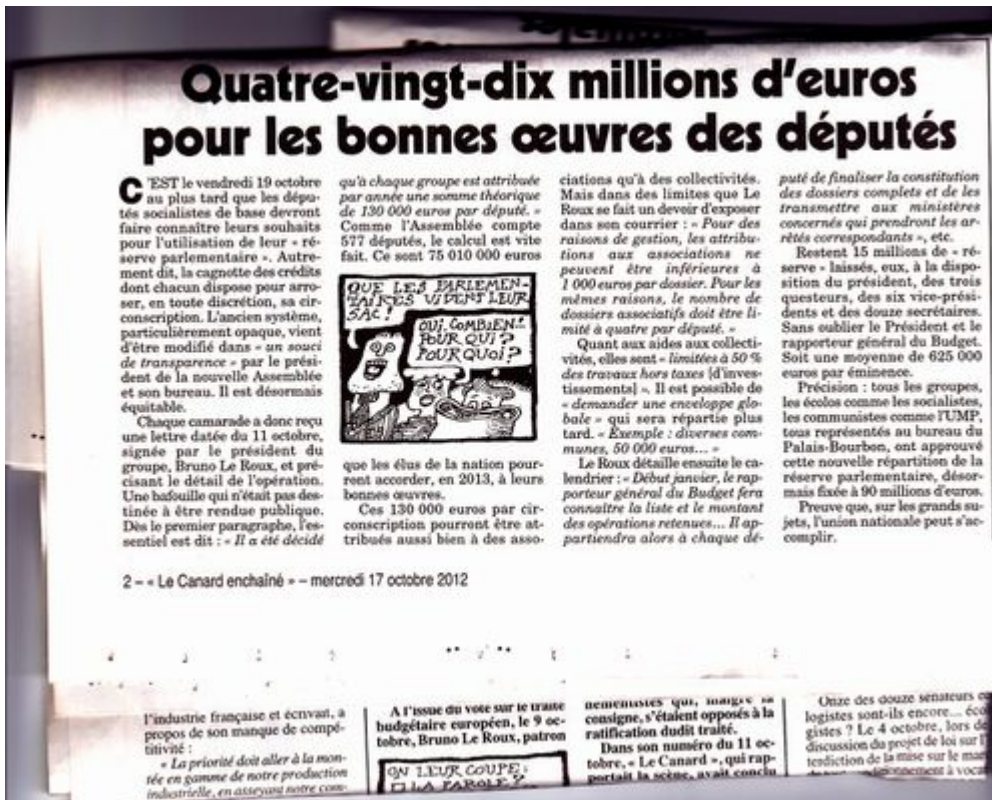 Quatre-vingt-dix millions d'euros
pour les bonnes œuvres des députés
C'EST le vendredi 19 octobre
au plus tard que les dépu-
tés socialistes de base devront
faire connaître leurs souhaits
pour l'utilisation de leur « ré-
serve parlementaire ». Autre-
ment dit, la cagnotte des crédits
dont chacun dispose pour arro-
ser, en toute discrétion, sa cir-
conscription. L'ancien système,
particulièrement opaque, vient
d'être modifié dans « un souci
de transparence » par le prési-
dent de la nouvelle Assemblée
et son bureau. Il est désormais
équitable.
Chaque camarade a donc reçu
une lettre datée du 11 octobre,
signée par le président du
groupe, Bruno Le Roux, et pré-
cisant le détail de l'opération.
Une bafouille qui n'était pas des-
tinée à être rendue publique.
Dès le premier paragraphe, l'es-
sentiel est dit : « Il a été décidé
qu'à chaque groupe est attribuée
par année une somme théorique
de 130 000 euros par député. »
Comme l'Assemblée compte
577 députés, le calcul est vite
fait. Ce sont 75 010 000 euros
QUE LES PARLEMEN-
TAIRES VIDENT LEUR
SAC !
OUI, COMBIEN !
POUR QUI ?
POURQUOI ?
que les élus de la nation pour-
ront accorder, en 2013, à leurs
bonnes œuvres.
Ces 130 000 euros par cir-
conscription pourront être at-
tribués aussi bien à des asso-
ciations qu'à des collectivités.
Mais dans des limites que Le
Roux se fait un devoir d'exposer
dans son courrier : « Pour des
raisons de gestion, les attribu-
tions aux associations ne
peuvent être inférieures à
1 000 euros par dossier. Pour les
mêmes raisons, le nombre de
dossiers associatifs doit être li-
mité à quatre par député. »
Quant aux aides aux collecti-
vités, elles sont « limitées à 50 %
des travaux hors taxes [d'inves-
tissements] ». Il est possible de
« demander une enveloppe glo-
bale » qui sera répartie plus
tard. « Exemple : diverses com-
munes, 50 000 euros... »
Le Roux détaille ensuite le ca-
lendrier : « Début janvier, le rap-
porteur général du Budget fera
connaître la liste et le montant
des opérations retenues... Il ap-
partiendra alors à chaque dé-
puté de finaliser la constitution
des dossiers complets et de les
transmettre aux ministères
concernés qui prendront les ar-
rêtés correspondants », etc.
Restent 15 millions de « ré-
serve » laissés, eux, à la dispo-
sition du président, des trois
questeurs, des six vice-prési-
dents et des douze secrétaires.
Sans oublier le Président et le
rapporteur général du Budget.
Soit une moyenne de 625 000
euros par éminence.
Précision : tous les groupes,
les écolos comme les socialistes,
les communistes comme l'UMP,
tous représentés au bureau du
Palais-Bourbon, ont approuvé
cette nouvelle répartition de la
réserve parlementaire, désor-
mais fixée à 90 millions d'euros.
Preuve que, sur les grands su-
jets, l'union nationale peut s'ac-
complir.
2 – « Le Canard enchaîné » – mercredi 17 octobre 2012
l'industrie française et écrivait, à
propos de son manque de compé-
titivité :
« La priorité doit aller à la mon-
tée en gamme de notre production
industrielle, en asseyant notre com-
A l'issue du vote sur le traité
budgétaire européen, le 9 oc-
tobre, Bruno Le Roux, patron
ON LEUR COUPE
LA PAROLE ?
consigne, s'étaient opposés à la
ratification dudit traité.
Dans son numéro du 11 oc-
tobre, « Le Canard », qui rap-
portait la scène, avait conclu
Onze des douze sénateurs
logistes sont-ils encore... éco
gistes ? Le 4 octobre, lors de
discussion du projet de loi sur
terdiction de la mise sur le